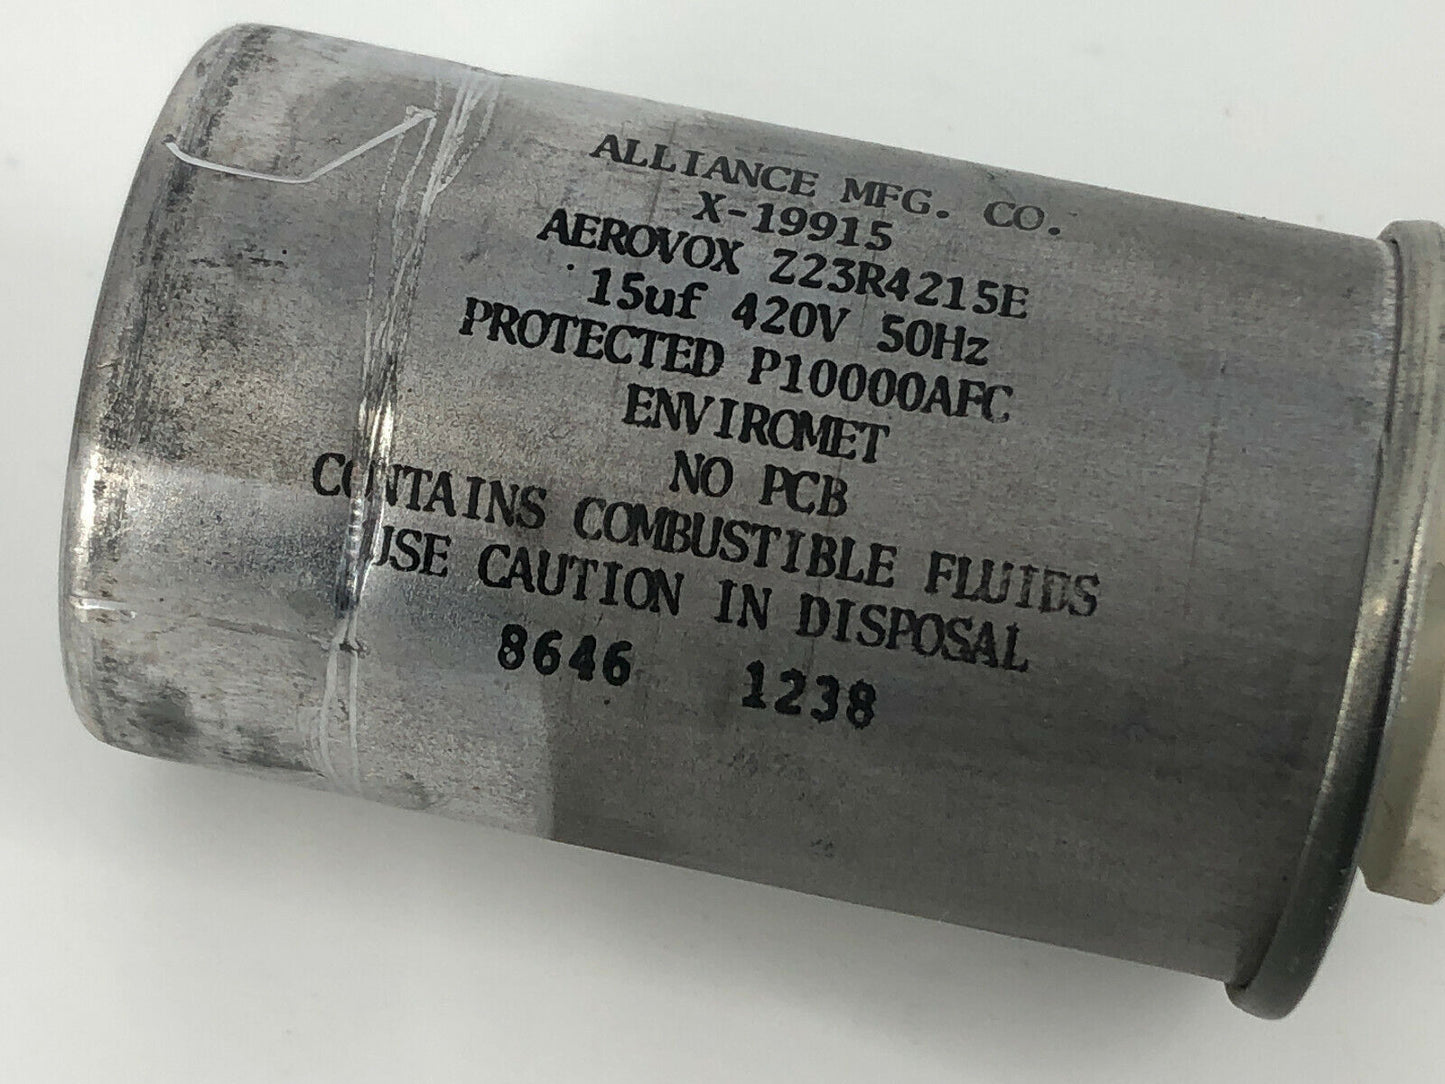 ALLIANCE MFG. CO.
X-19915
AEROVOX Z23R4215E
15uf 420V 50Hz
PROTECTED P10000AFC
ENVIROMET
NO PCB
CONTAINS COMBUSTIBLE FLUIDS
USE CAUTION IN DISPOSAL
8646 1238